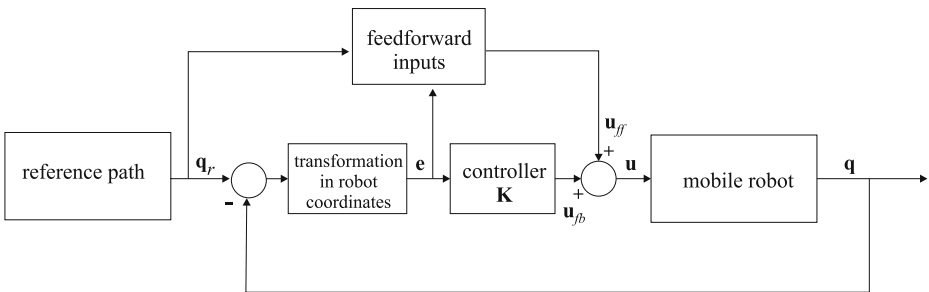 feedforward
inputs
u_ff
reference path
q_r
transformation
in robot
coordinates
e
controller
K
+
u
mobile robot
q
-
+
u_fb